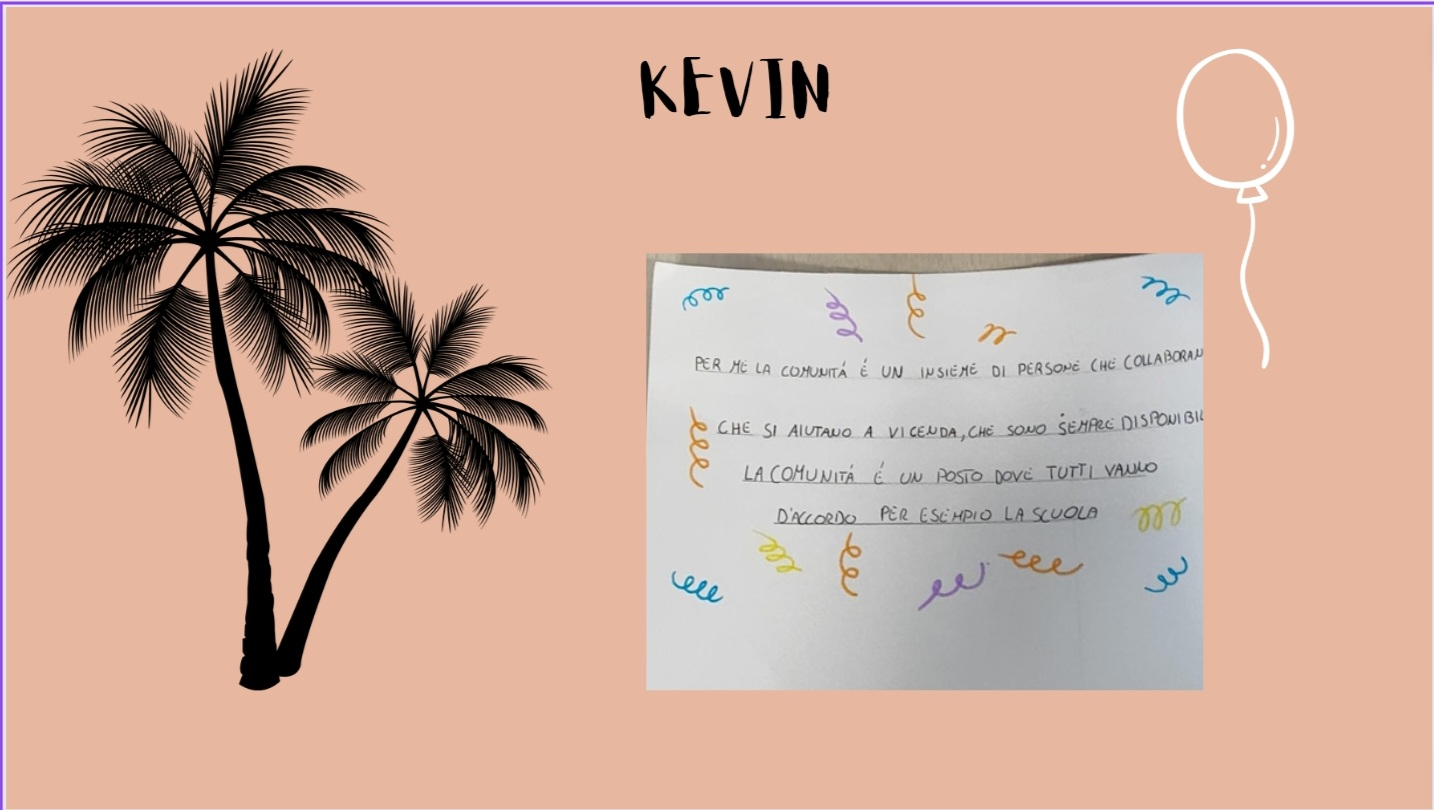 KEVIN
PER ME LA COMUNITÁ É UN INSIEME DI PERSONE CHE COLLABORAN
CHE SI AIUTANO A VICENDA, CHE SONO SEMPRE DISPONIBIL
LA COMUNITÁ É UN POSTO DOVE TUTTI VANNO
D'ACCORDO PER ESEMPIO LA SCUOLA